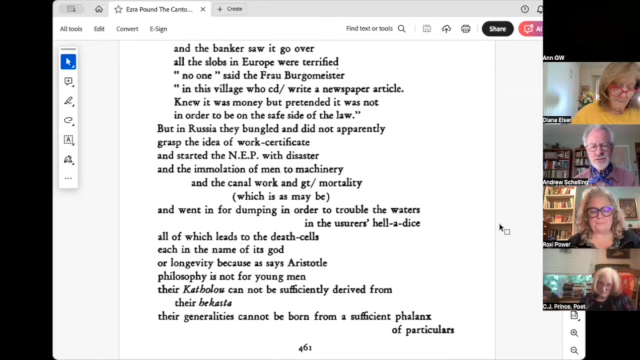 Ezra Pound The Canto...
+ Create
All tools
Edit
Convert
E-Sign
Find text or tools
Share
AI
and the banker saw it go over
all the slobs in Europe were terrified
" no one " said the Frau Burgomeister
" in this village who cd/ write a newspaper article.
Knew it was money but pretended it was not
in order to be on the safe side of the law."
But in Russia they bungled and did not apparently
grasp the idea of work-certificate
and started the N.E.P. with disaster
and the immolation of men to machinery
and the canal work and gt/ mortality
(which is as may be)
and went in for dumping in order to trouble the waters
in the usurers' hell-a-dice
all of which leads to the death-cells
each in the name of its god
or longevity because as says Aristotle
philosophy is not for young men
their Katholou can not be sufficiently derived from
their hekasta
their generalities cannot be born from a sufficient phalanx
of particulars
461
Ann GW
Diana Elser
Andrew Schelling
Roxi Power
C.J. Prince, Poet